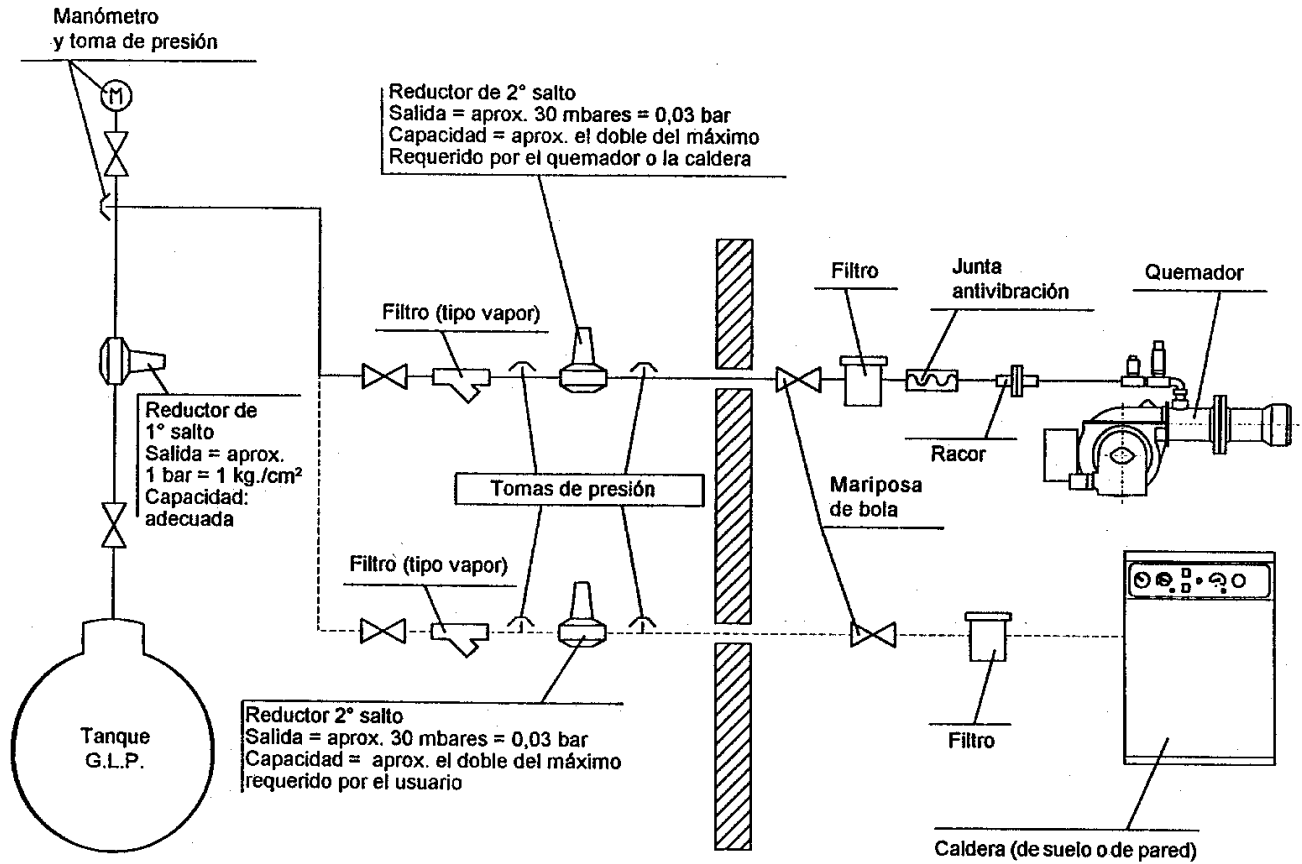 Manómetro
y toma de presión
M
Reductor de 2° salto
Salida = aprox. 30 mbares = 0,03 bar
Capacidad = aprox. el doble del máximo
Requerido por el quemador o la caldera
Filtro (tipo vapor)
Filtro
Junta
antivibración
Quemador
Reductor de
1° salto
Salida = aprox.
1 bar = 1 kg./cm²
Capacidad:
adecuada
Tomas de presión
Racor
Mariposa
de bola
Filtro (tipo vapor)
Tanque
G.L.P.
Reductor 2° salto
Salida = aprox. 30 mbares = 0,03 bar
Capacidad = aprox. el doble del máximo
requerido por el usuario
Filtro
Caldera (de suelo o de pared)